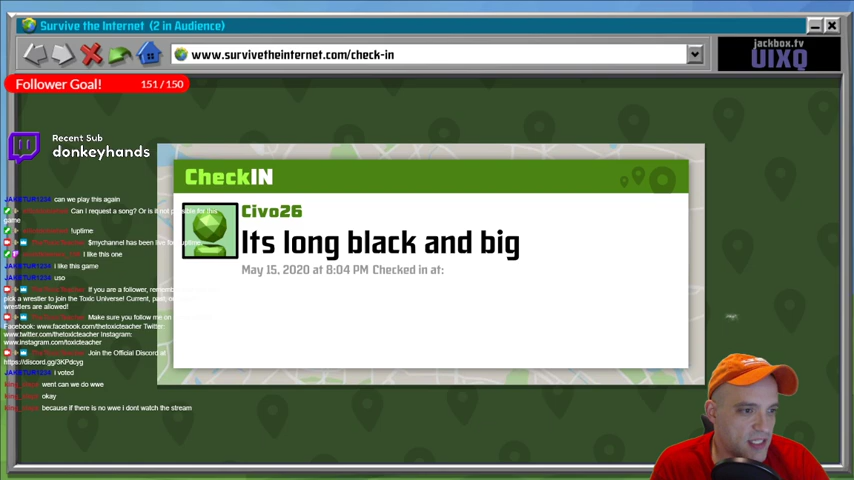 Survive the Internet (2 in Audience)
www.survivetheinternet.com/check-in
jackbox.tv
UIXQ
Follower Goal! 151/150
Recent Sub
donkeyhands
CheckIN
Civo26
Its long black and big
May 15, 2020 at 8:04 PM Checked in at:
JAKETUR1234 can we play this again
Can I request a song? Or is it not possible for this
game
!uptime
$mychannel has been live for
I like this one
JAKETUR1234 I like this game
JAKETUR1234 uso
If you are a follower,
pick a wrestler to join the Toxic Universe! Current, past,
wrestlers are allowed!
Make sure you follow me on
Facebook: www.facebook.com/thetoxicteacher Twitter:
www.twitter.com/thetoxicteacher Instagram:
www.instagram.com/toxicteacher
Join the Official Discord at
https://discord.gg/3KPdcyg
JAKETUR1234 I voted
went can we do wwe
okay
because if there is no wwe i dont watch the stream